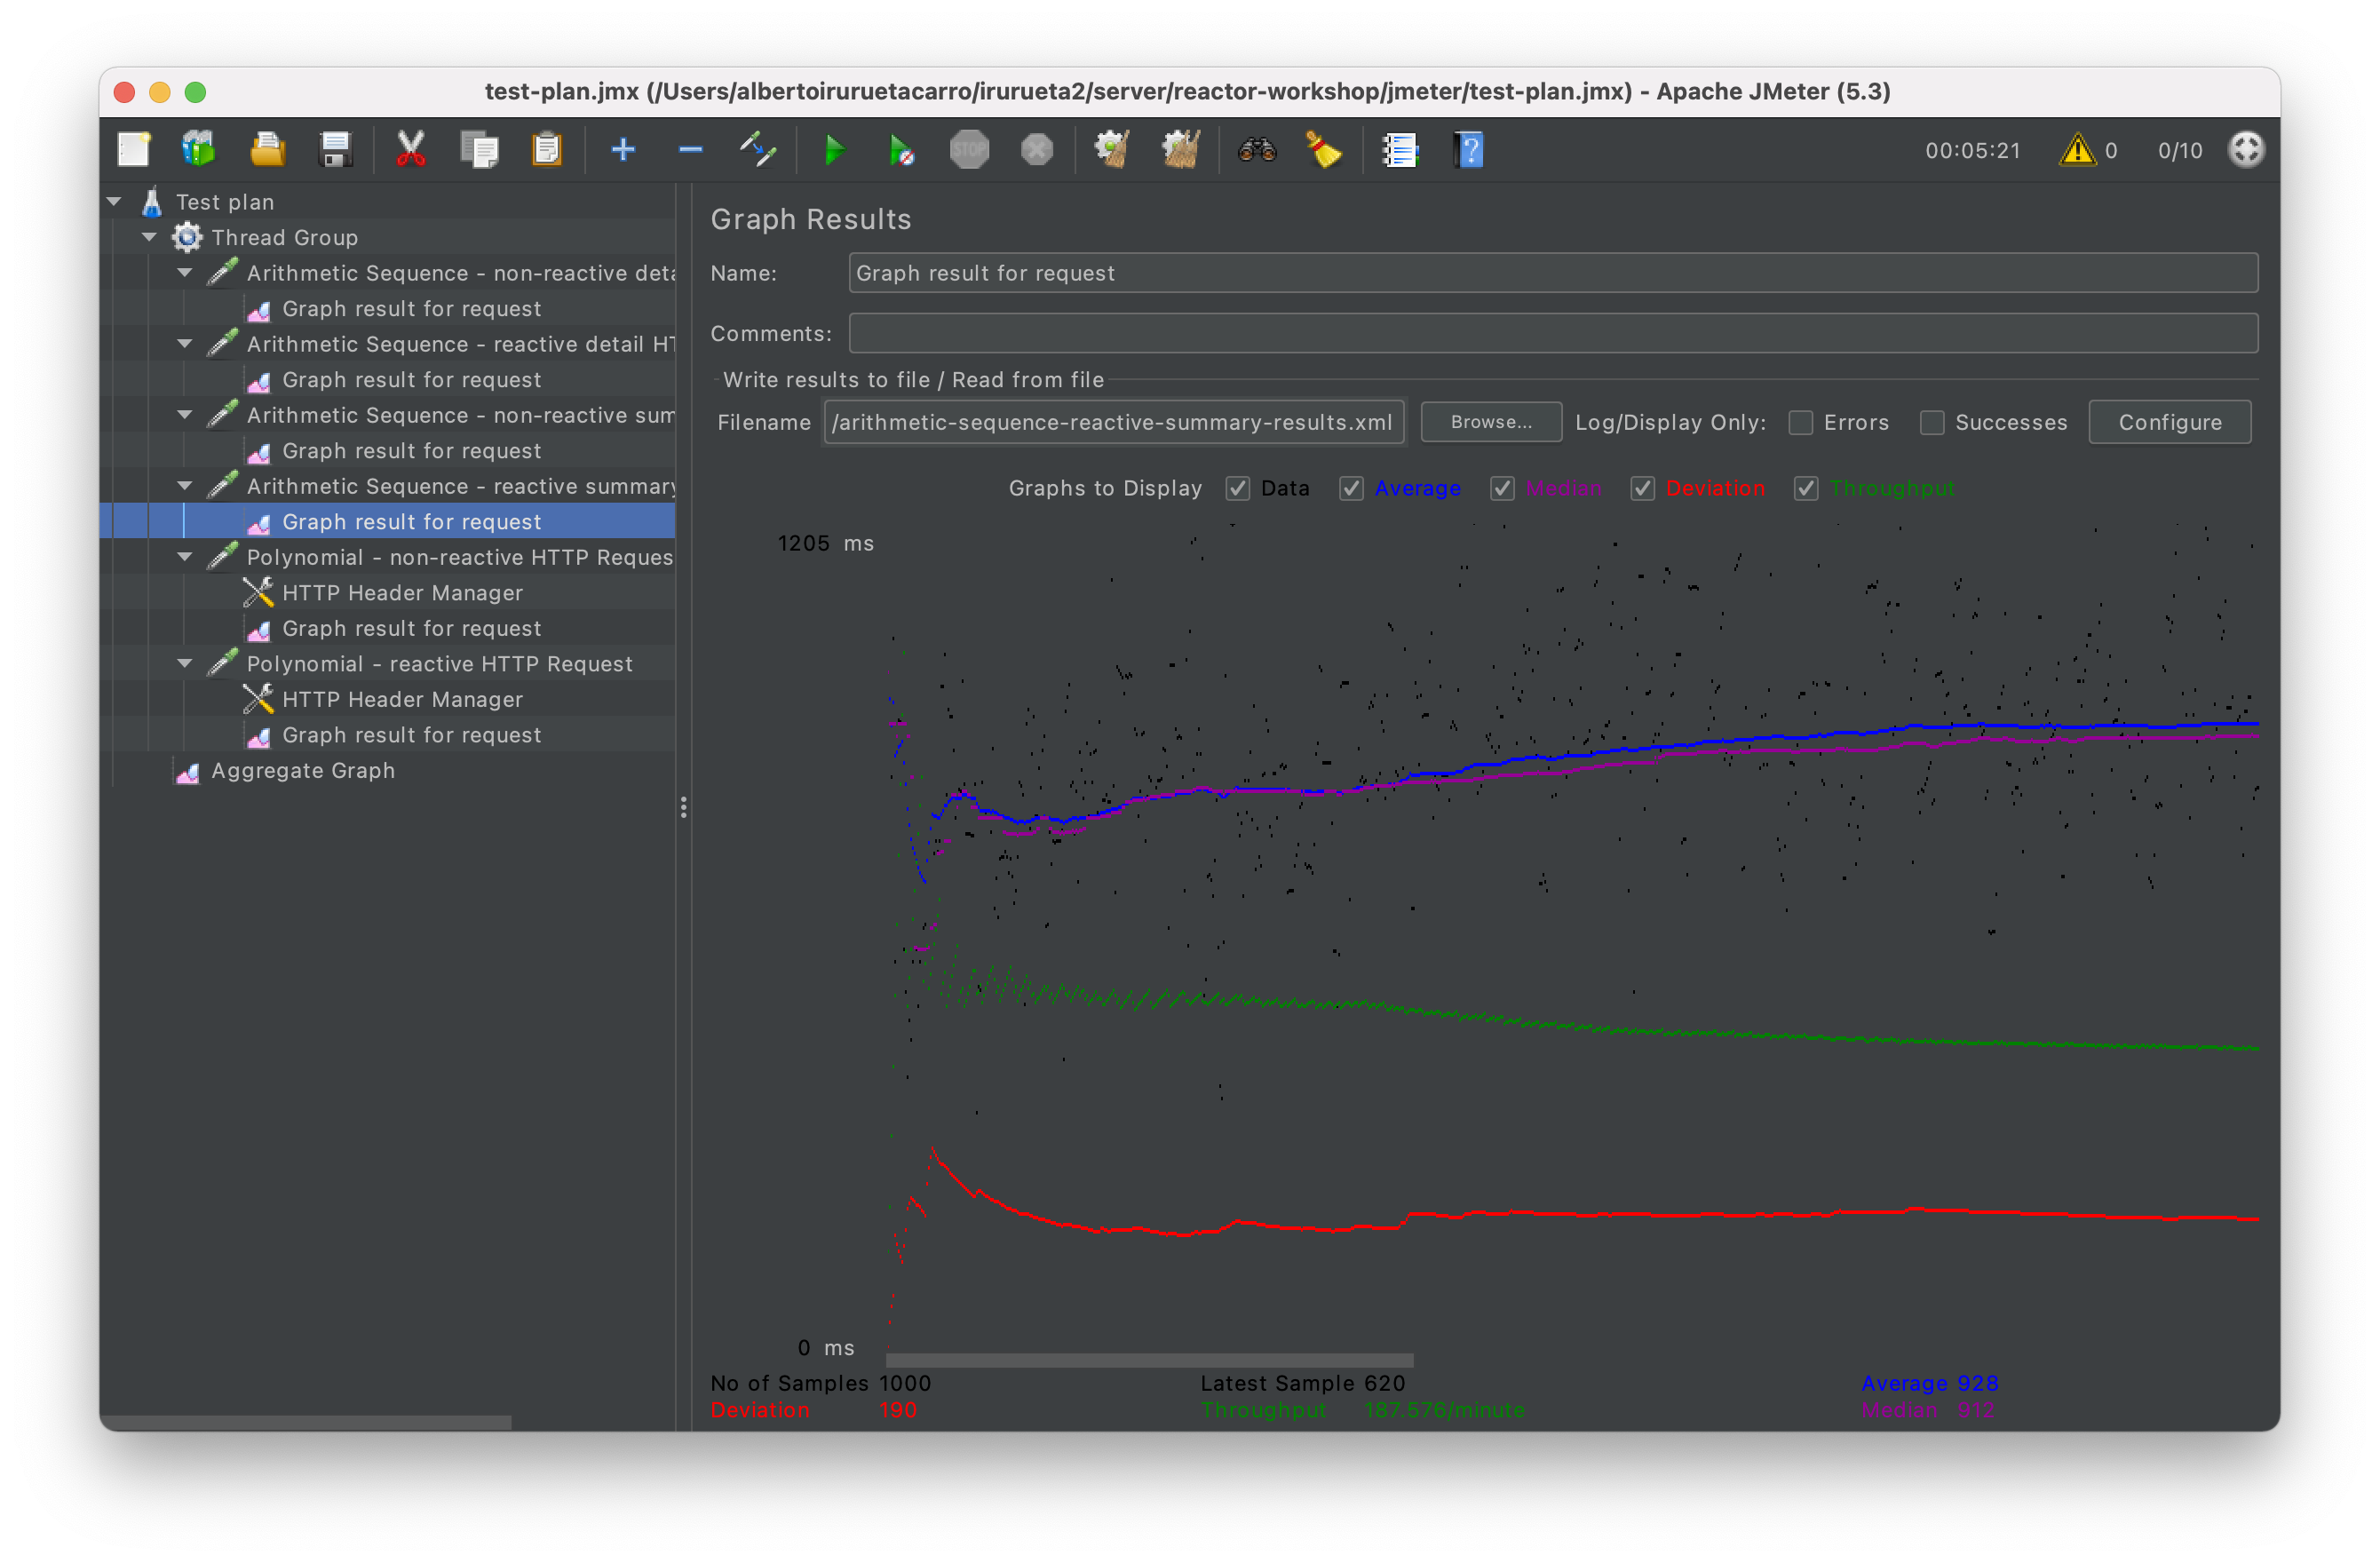 test-plan.jmx (/Users/albertoiruruetacarro/irurueta2/server/reactor-workshop/jmeter/test-plan.jmx) - Apache JMeter (5.3)
STOP
00:05:21 0 0/10
Test plan
Thread Group
Arithmetic Sequence - non-reactive deta
Graph result for request
Arithmetic Sequence - reactive detail HT
Graph result for request
Arithmetic Sequence - non-reactive sum
Graph result for request
Arithmetic Sequence - reactive summary
Graph result for request
Polynomial - non-reactive HTTP Reques
HTTP Header Manager
Graph result for request
Polynomial - reactive HTTP Request
HTTP Header Manager
Graph result for request
Aggregate Graph
Graph Results
Name: Graph result for request
Comments:
Write results to file / Read from file
Filename /arithmetic-sequence-reactive-summary-results.xml Browse... Log/Display Only: Errors Successes Configure
Graphs to Display Data Average Median Deviation Throughput
1205 ms
0 ms
No of Samples 1000 Latest Sample 620 Average 928
Deviation 190 Throughput 187.576/minute Median 912